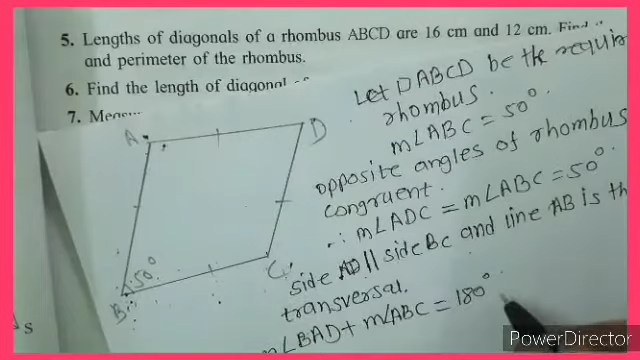 5. Lengths of diagonals of a rhombus ABCD are 16 cm and 12 cm. Find
and perimeter of the rhombus.
6. Find the length of diagonal
7.
Let □ABCD be the
rhombus.
m∠ABC = 50°.
opposite angles of rhombus
congruent.
∴ m∠ADC = m∠ABC = 50°.
side AD || side BC and line AB is
transversal.
m∠BAD + m∠ABC = 180°
A
D
50°
B
C
s
PowerDirector